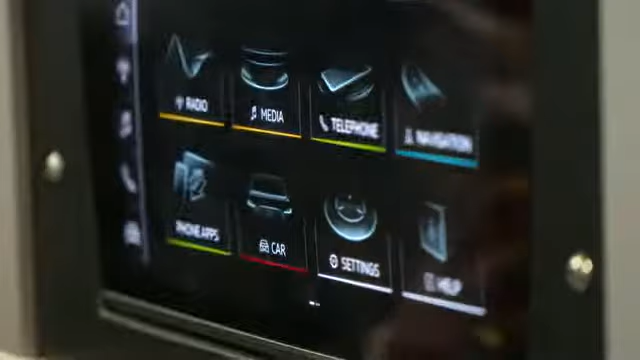 RADIO
MEDIA
TELEPHONE
NAVIGATION
PHONE APPS
CAR
SETTINGS
HELP